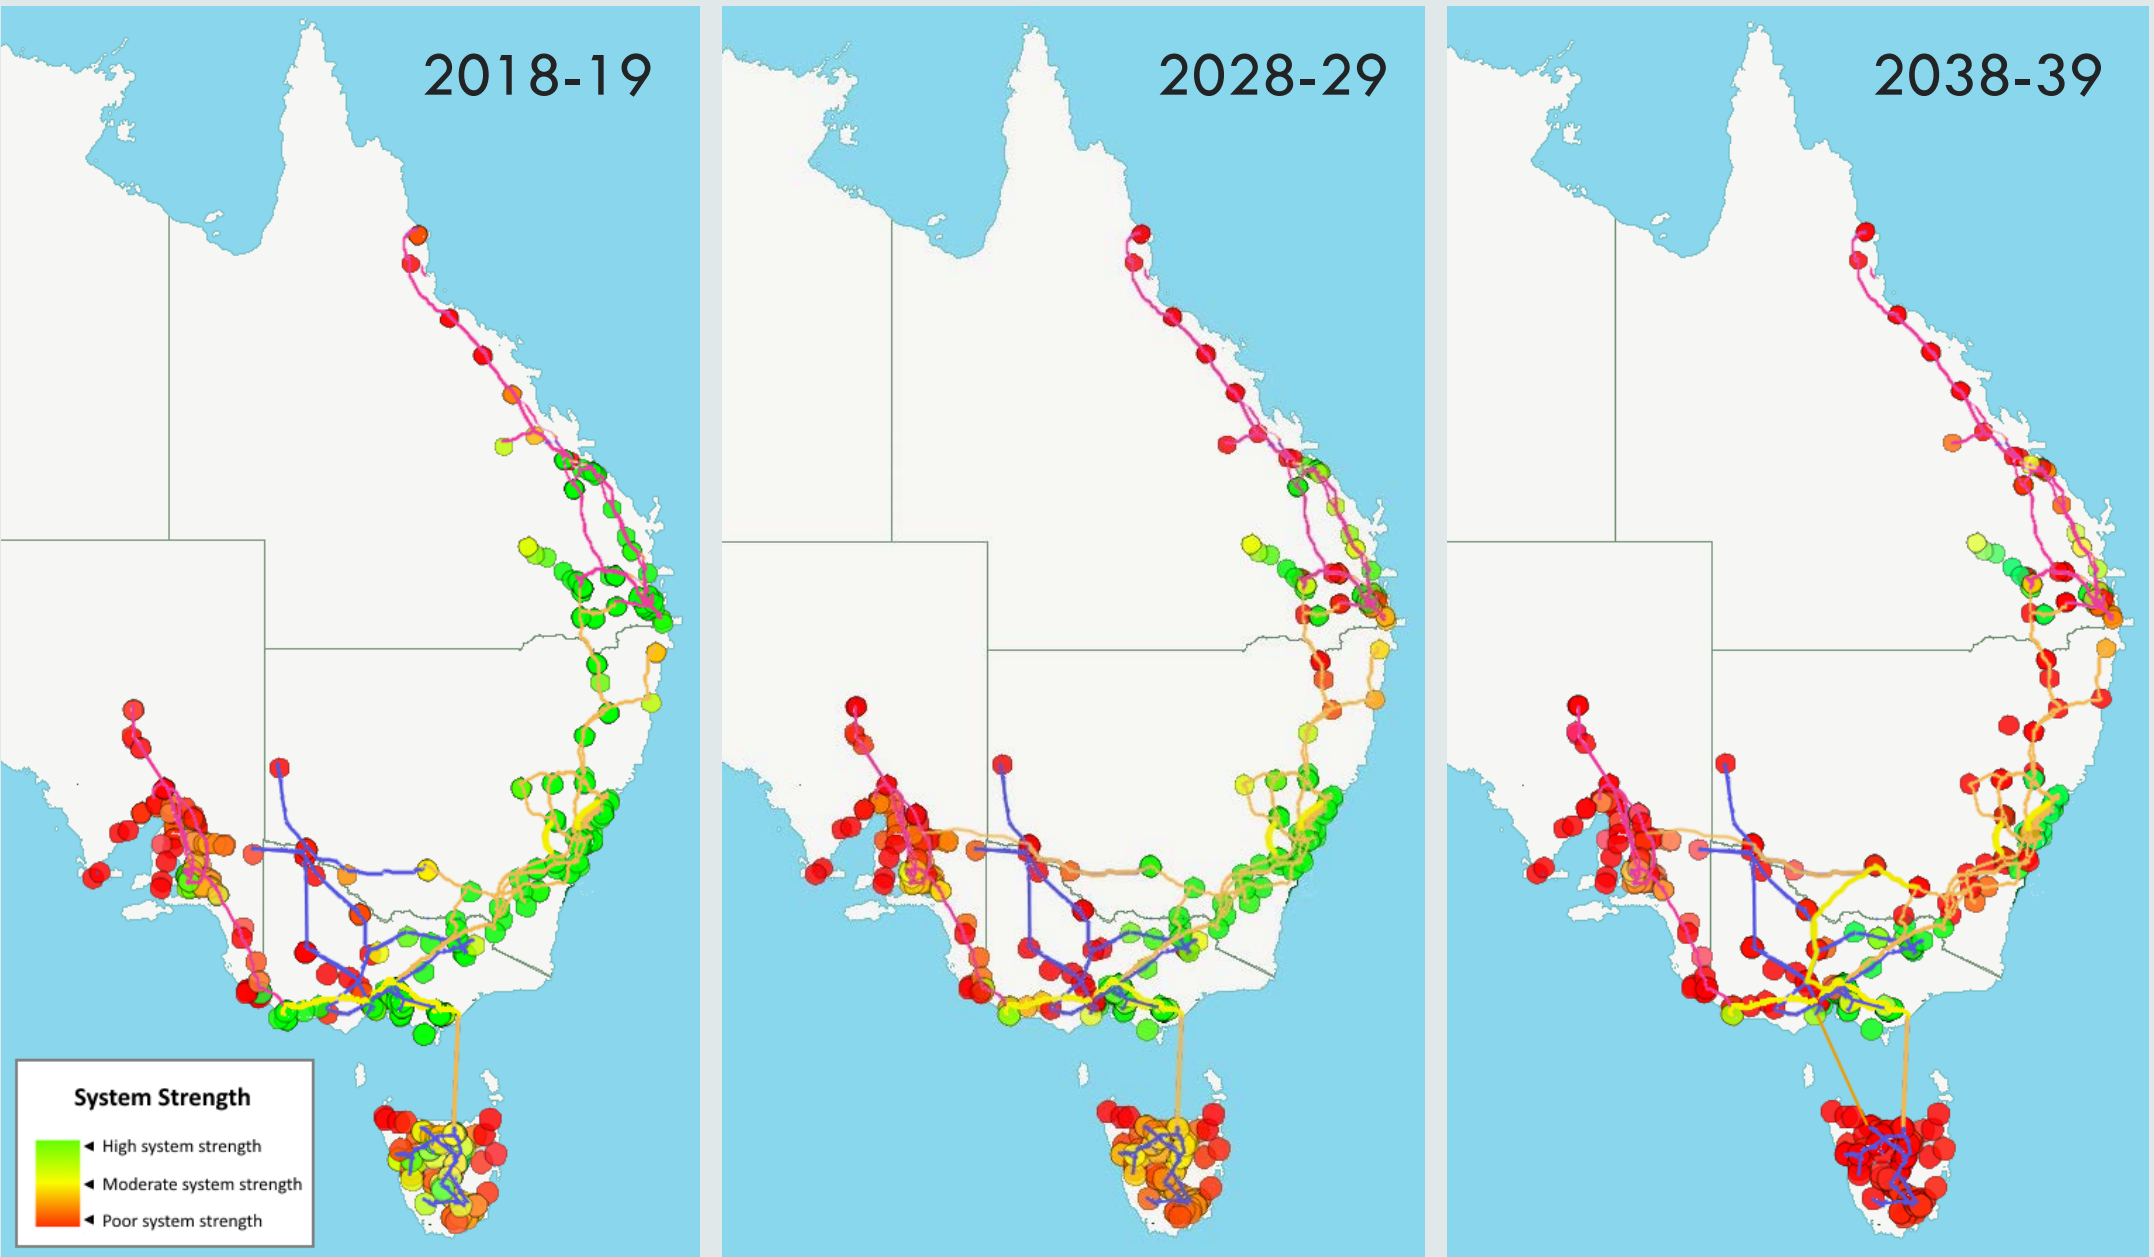 2018-19
2028-29
2038-39
System Strength
◄ High system strength
◄ Moderate system strength
◄ Poor system strength